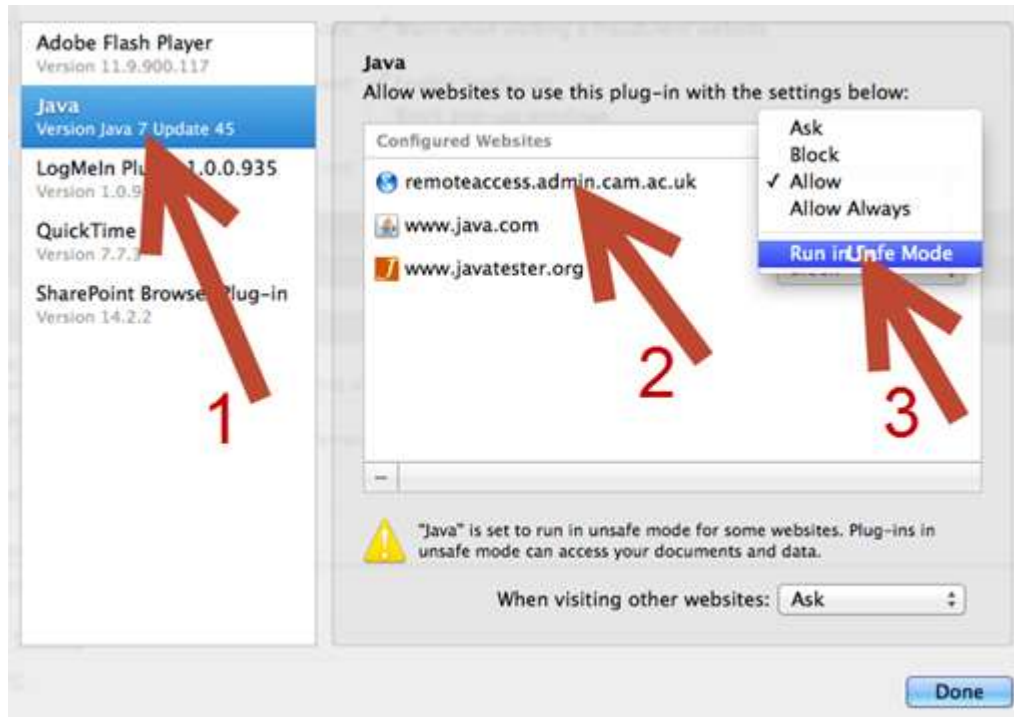 Adobe Flash Player
Version 11.9.900.117
Java
Version Java 7 Update 45
LogMeIn 1.0.0.935
Version 1.0.9
QuickTime
Version 7.7.
SharePoint Browser Plug-in
Version 14.2.2
1
Java
Allow websites to use this plug-in with the settings below:
Configured Websites
remoteaccess.admin.cam.ac.uk
www.java.com
www.javatester.org
Ask
Block
✓ Allow
Allow Always
Run in Mode
2
3
"Java" is set to run in unsafe mode for some websites. Plug-ins in
unsafe mode can access your documents and data.
When visiting other websites: Ask
Done